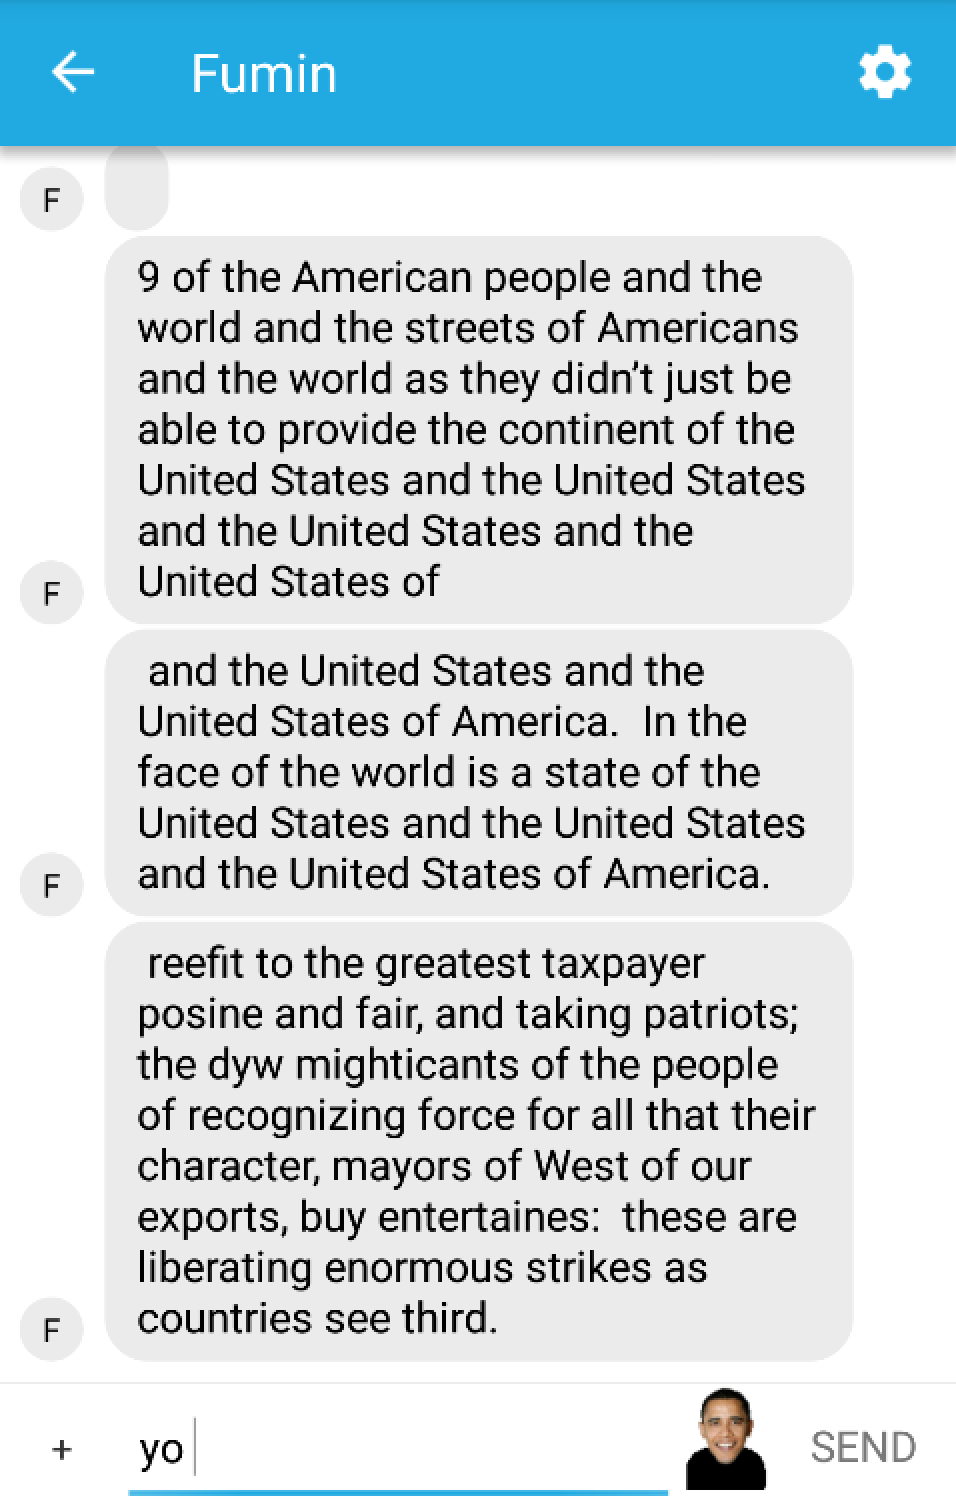 Fumin
F
9 of the American people and the
world and the streets of Americans
and the world as they didn't just be
able to provide the continent of the
United States and the United States
and the United States and the
United States of
F
and the United States and the
United States of America.  In the
face of the world is a state of the
United States and the United States
and the United States of America.
F
reefit to the greatest taxpayer
posine and fair, and taking patriots;
the dyw mighticants of the people
of recognizing force for all that their
character, mayors of West of our
exports, buy entertaines:  these are
liberating enormous strikes as
countries see third.
F
+ yo SEND